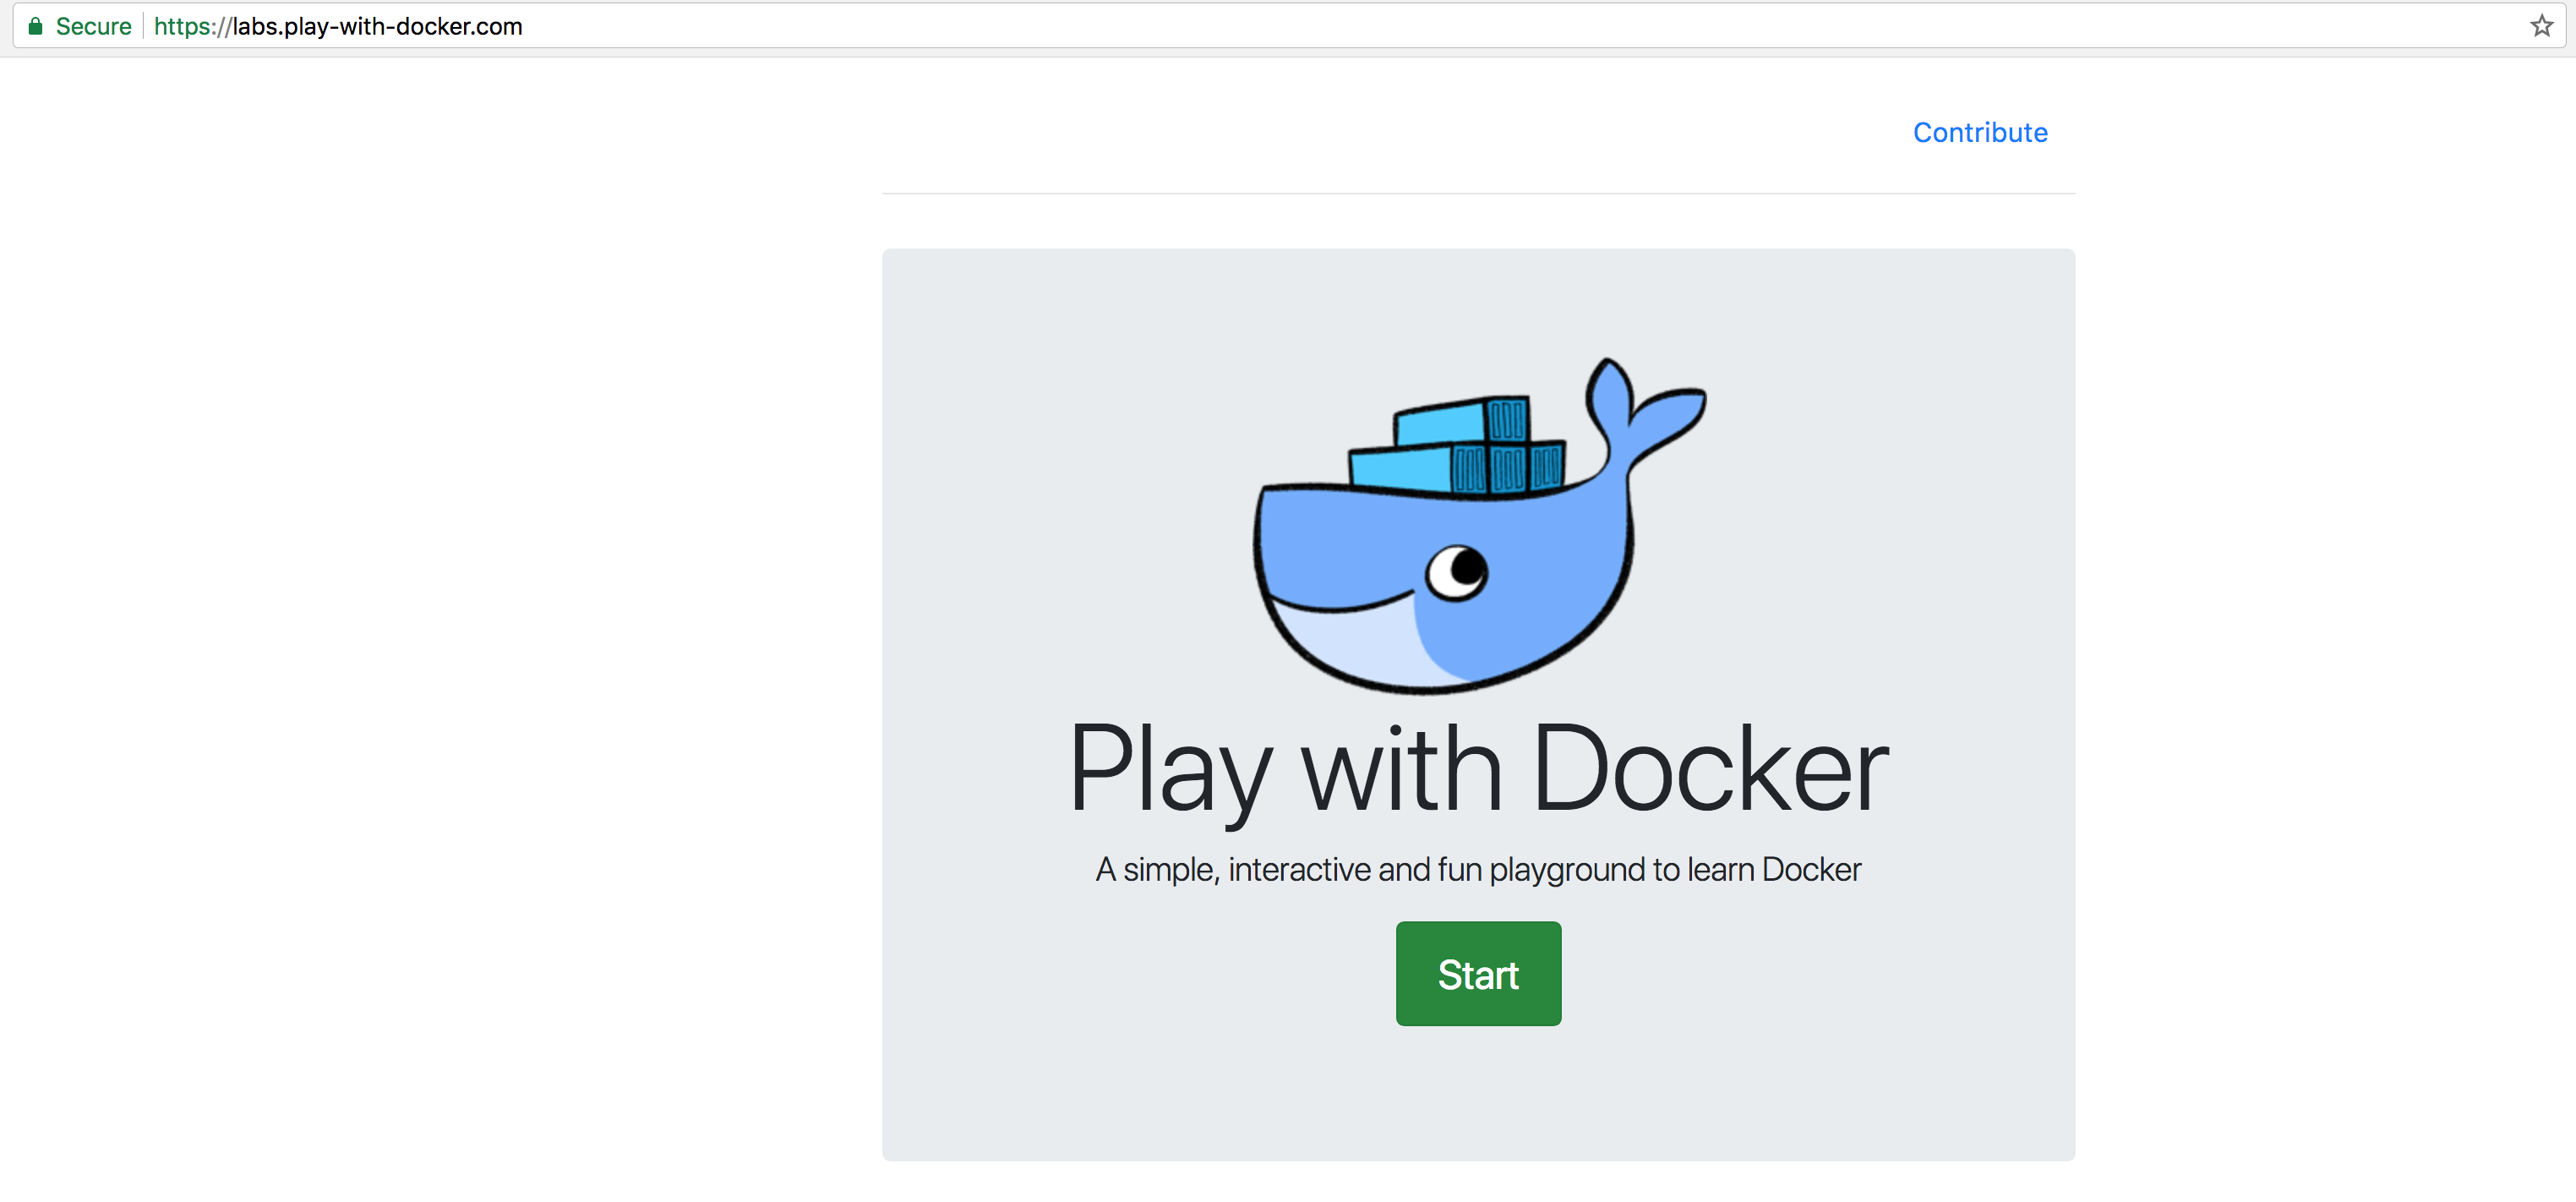 Secure https://labs.play-with-docker.com
Contribute
Play with Docker
A simple, interactive and fun playground to learn Docker
Start